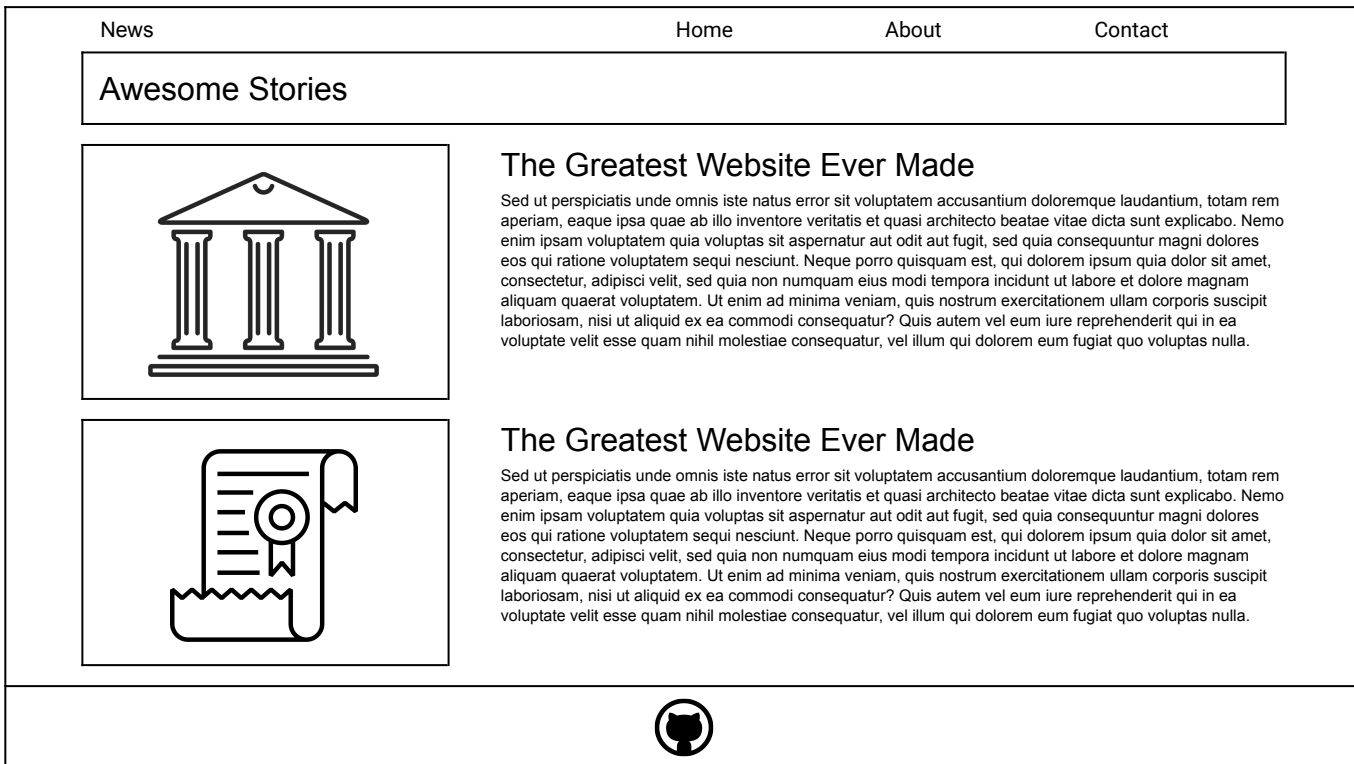 News Home About Contact
Awesome Stories
The Greatest Website Ever Made
Sed ut perspiciatis unde omnis iste natus error sit voluptatem accusantium doloremque laudantium, totam rem
aperiam, eaque ipsa quae ab illo inventore veritatis et quasi architecto beatae vitae dicta sunt explicabo. Nemo
enim ipsam voluptatem quia voluptas sit aspernatur aut odit aut fugit, sed quia consequuntur magni dolores
eos qui ratione voluptatem sequi nesciunt. Neque porro quisquam est, qui dolorem ipsum quia dolor sit amet,
consectetur, adipisci velit, sed quia non numquam eius modi tempora incidunt ut labore et dolore magnam
aliquam quaerat voluptatem. Ut enim ad minima veniam, quis nostrum exercitationem ullam corporis suscipit
laboriosam, nisi ut aliquid ex ea commodi consequatur? Quis autem vel eum iure reprehenderit qui in ea
voluptate velit esse quam nihil molestiae consequatur, vel illum qui dolorem eum fugiat quo voluptas nulla.
The Greatest Website Ever Made
Sed ut perspiciatis unde omnis iste natus error sit voluptatem accusantium doloremque laudantium, totam rem
aperiam, eaque ipsa quae ab illo inventore veritatis et quasi architecto beatae vitae dicta sunt explicabo. Nemo
enim ipsam voluptatem quia voluptas sit aspernatur aut odit aut fugit, sed quia consequuntur magni dolores
eos qui ratione voluptatem sequi nesciunt. Neque porro quisquam est, qui dolorem ipsum quia dolor sit amet,
consectetur, adipisci velit, sed quia non numquam eius modi tempora incidunt ut labore et dolore magnam
aliquam quaerat voluptatem. Ut enim ad minima veniam, quis nostrum exercitationem ullam corporis suscipit
laboriosam, nisi ut aliquid ex ea commodi consequatur? Quis autem vel eum iure reprehenderit qui in ea
voluptate velit esse quam nihil molestiae consequatur, vel illum qui dolorem eum fugiat quo voluptas nulla.